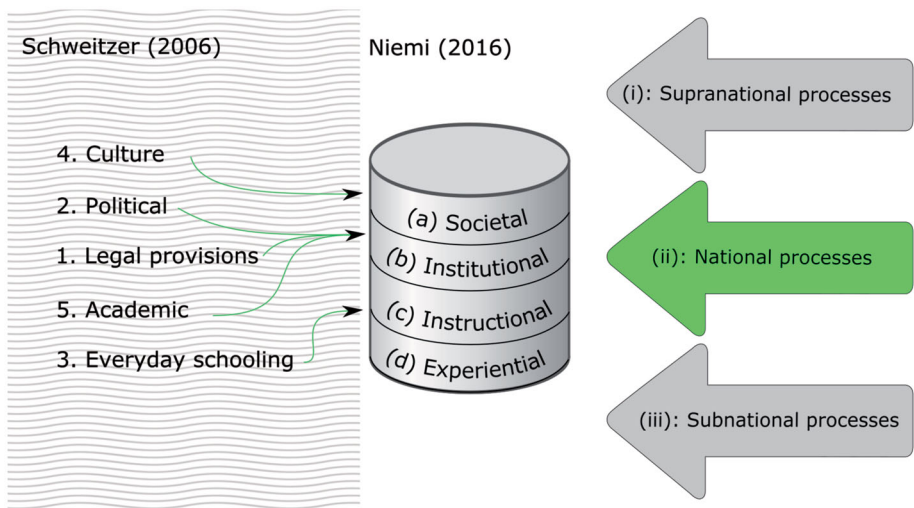 Schweitzer (2006)
4. Culture
2. Political
1. Legal provisions
5. Academic
3. Everyday schooling
Niemi (2016)
(a) Societal
(b) Institutional
(c) Instructional
(d) Experiential
(i): Supranational processes
(ii): National processes
(iii): Subnational processes